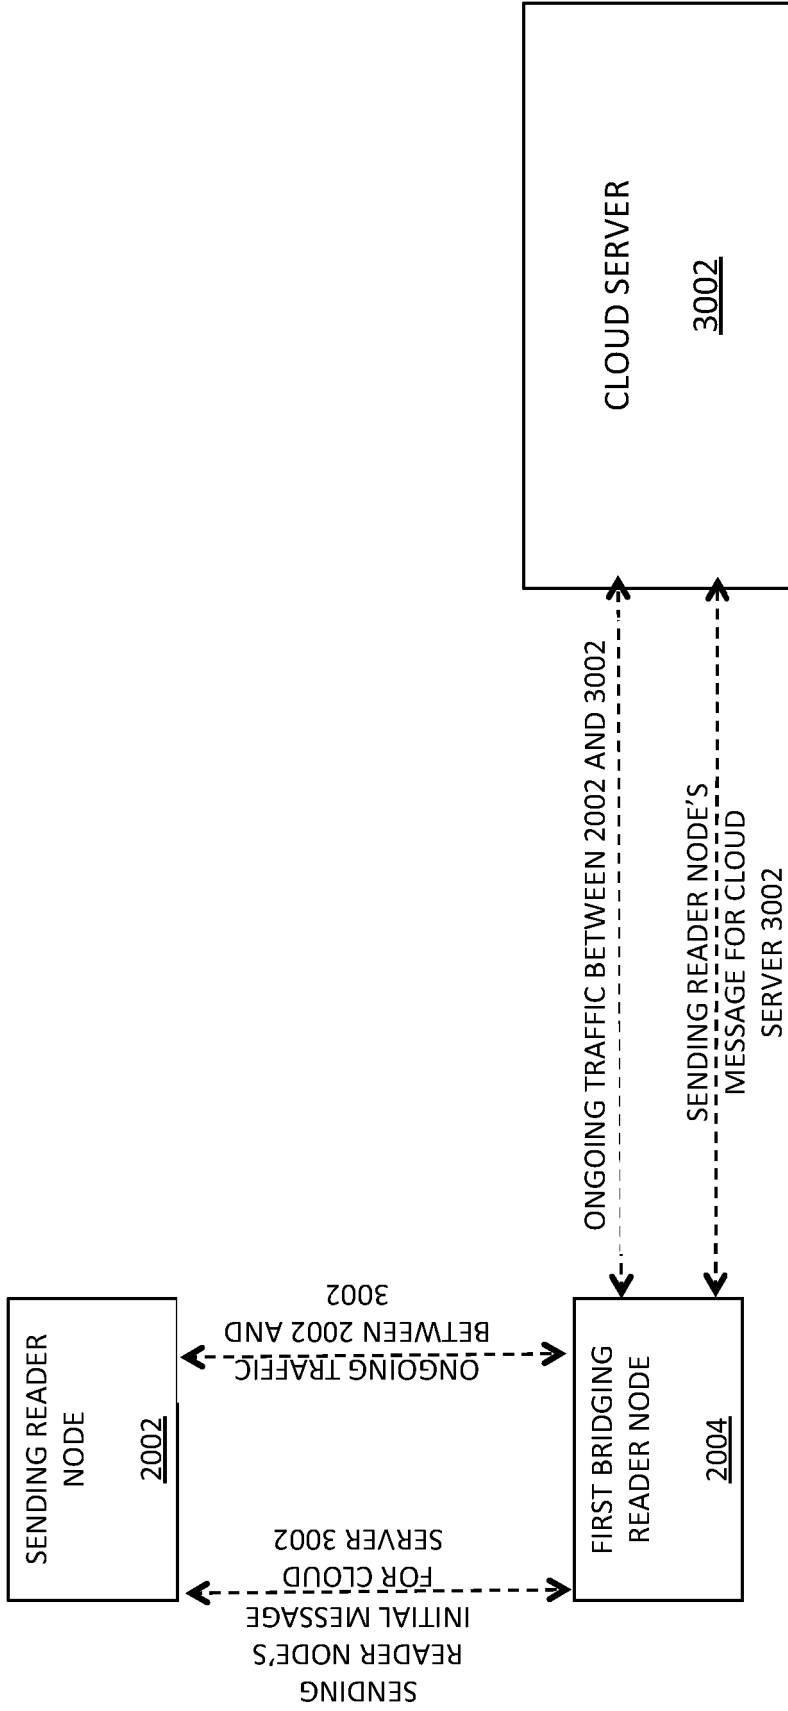 SENDING READER
NODE
2002
SENDING
READER NODE'S
INITIAL MESSAGE
FOR CLOUD
SERVER 3002
ONGOING TRAFFIC
BETWEEN 2002 AND
3002
FIRST BRIDGING
READER NODE
2004
ONGOING TRAFFIC BETWEEN 2002 AND 3002
SENDING READER NODE’S
MESSAGE FOR CLOUD
SERVER 3002
CLOUD SERVER
3002